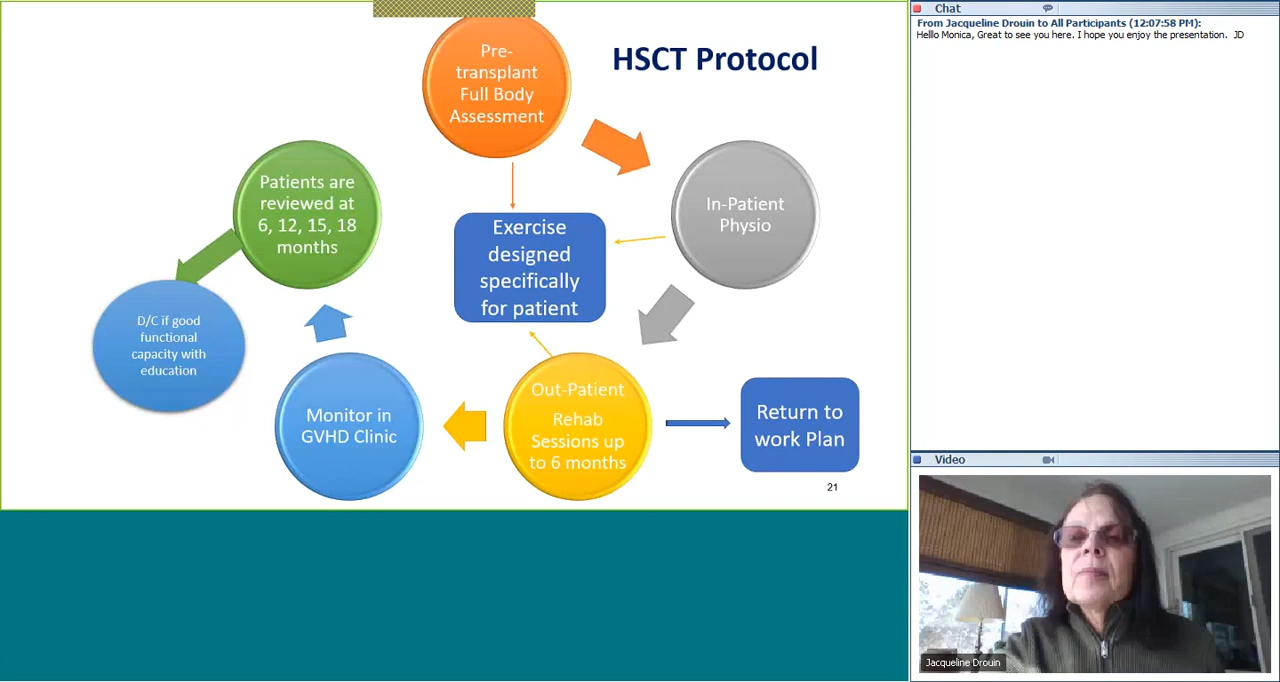 HSCT Protocol
Pre-
transplant
Full Body
Assessment
In-Patient
Physio
Exercise
designed
specifically
for patient
Out-Patient
Rehab
Sessions up
to 6 months
Return to
work Plan
Monitor in
GVHD Clinic
Patients are
reviewed at
6, 12, 15, 18
months
D/C if good
functional
capacity with
education
21
Chat
From Jacqueline Drouin to All Participants (12:07:58 PM):
Hello Monica, Great to see you here. I hope you enjoy the presentation. JD
Video
Jacqueline Drouin